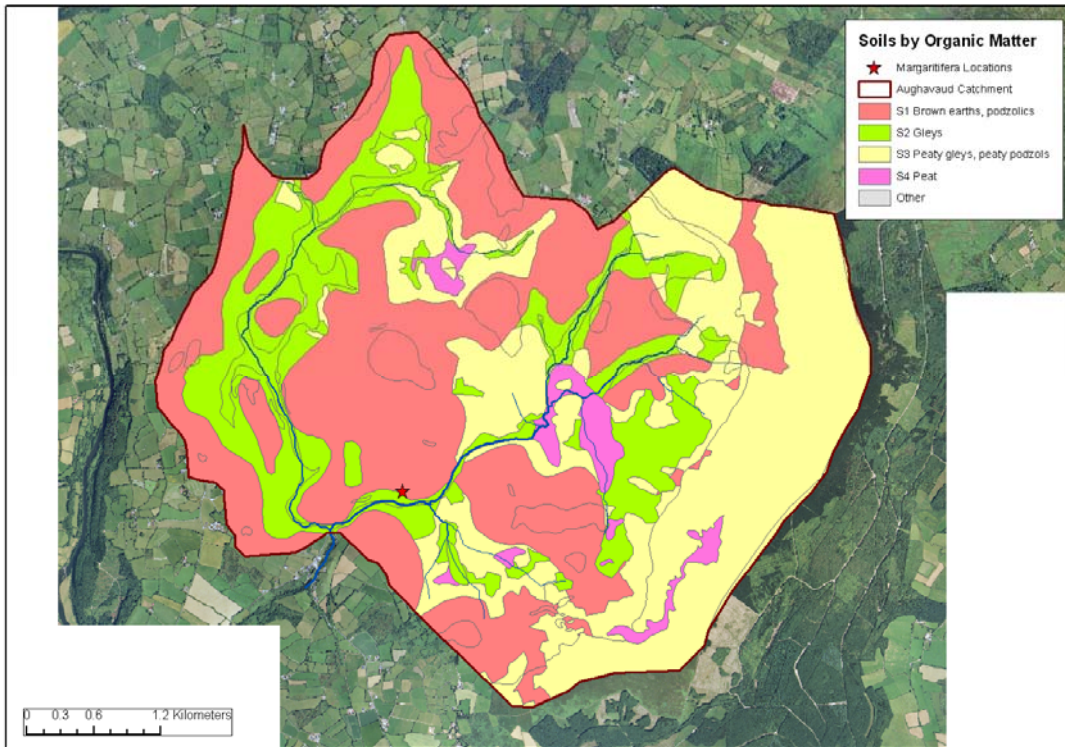 Soils by Organic Matter
Margaritifera Locations
Aughavaud Catchment
S1 Brown earths, podzolics
S2 Gleys
S3 Peaty gleys, peaty podzols
S4 Peat
Other
0 0.3 0.6 1.2 Kilometers